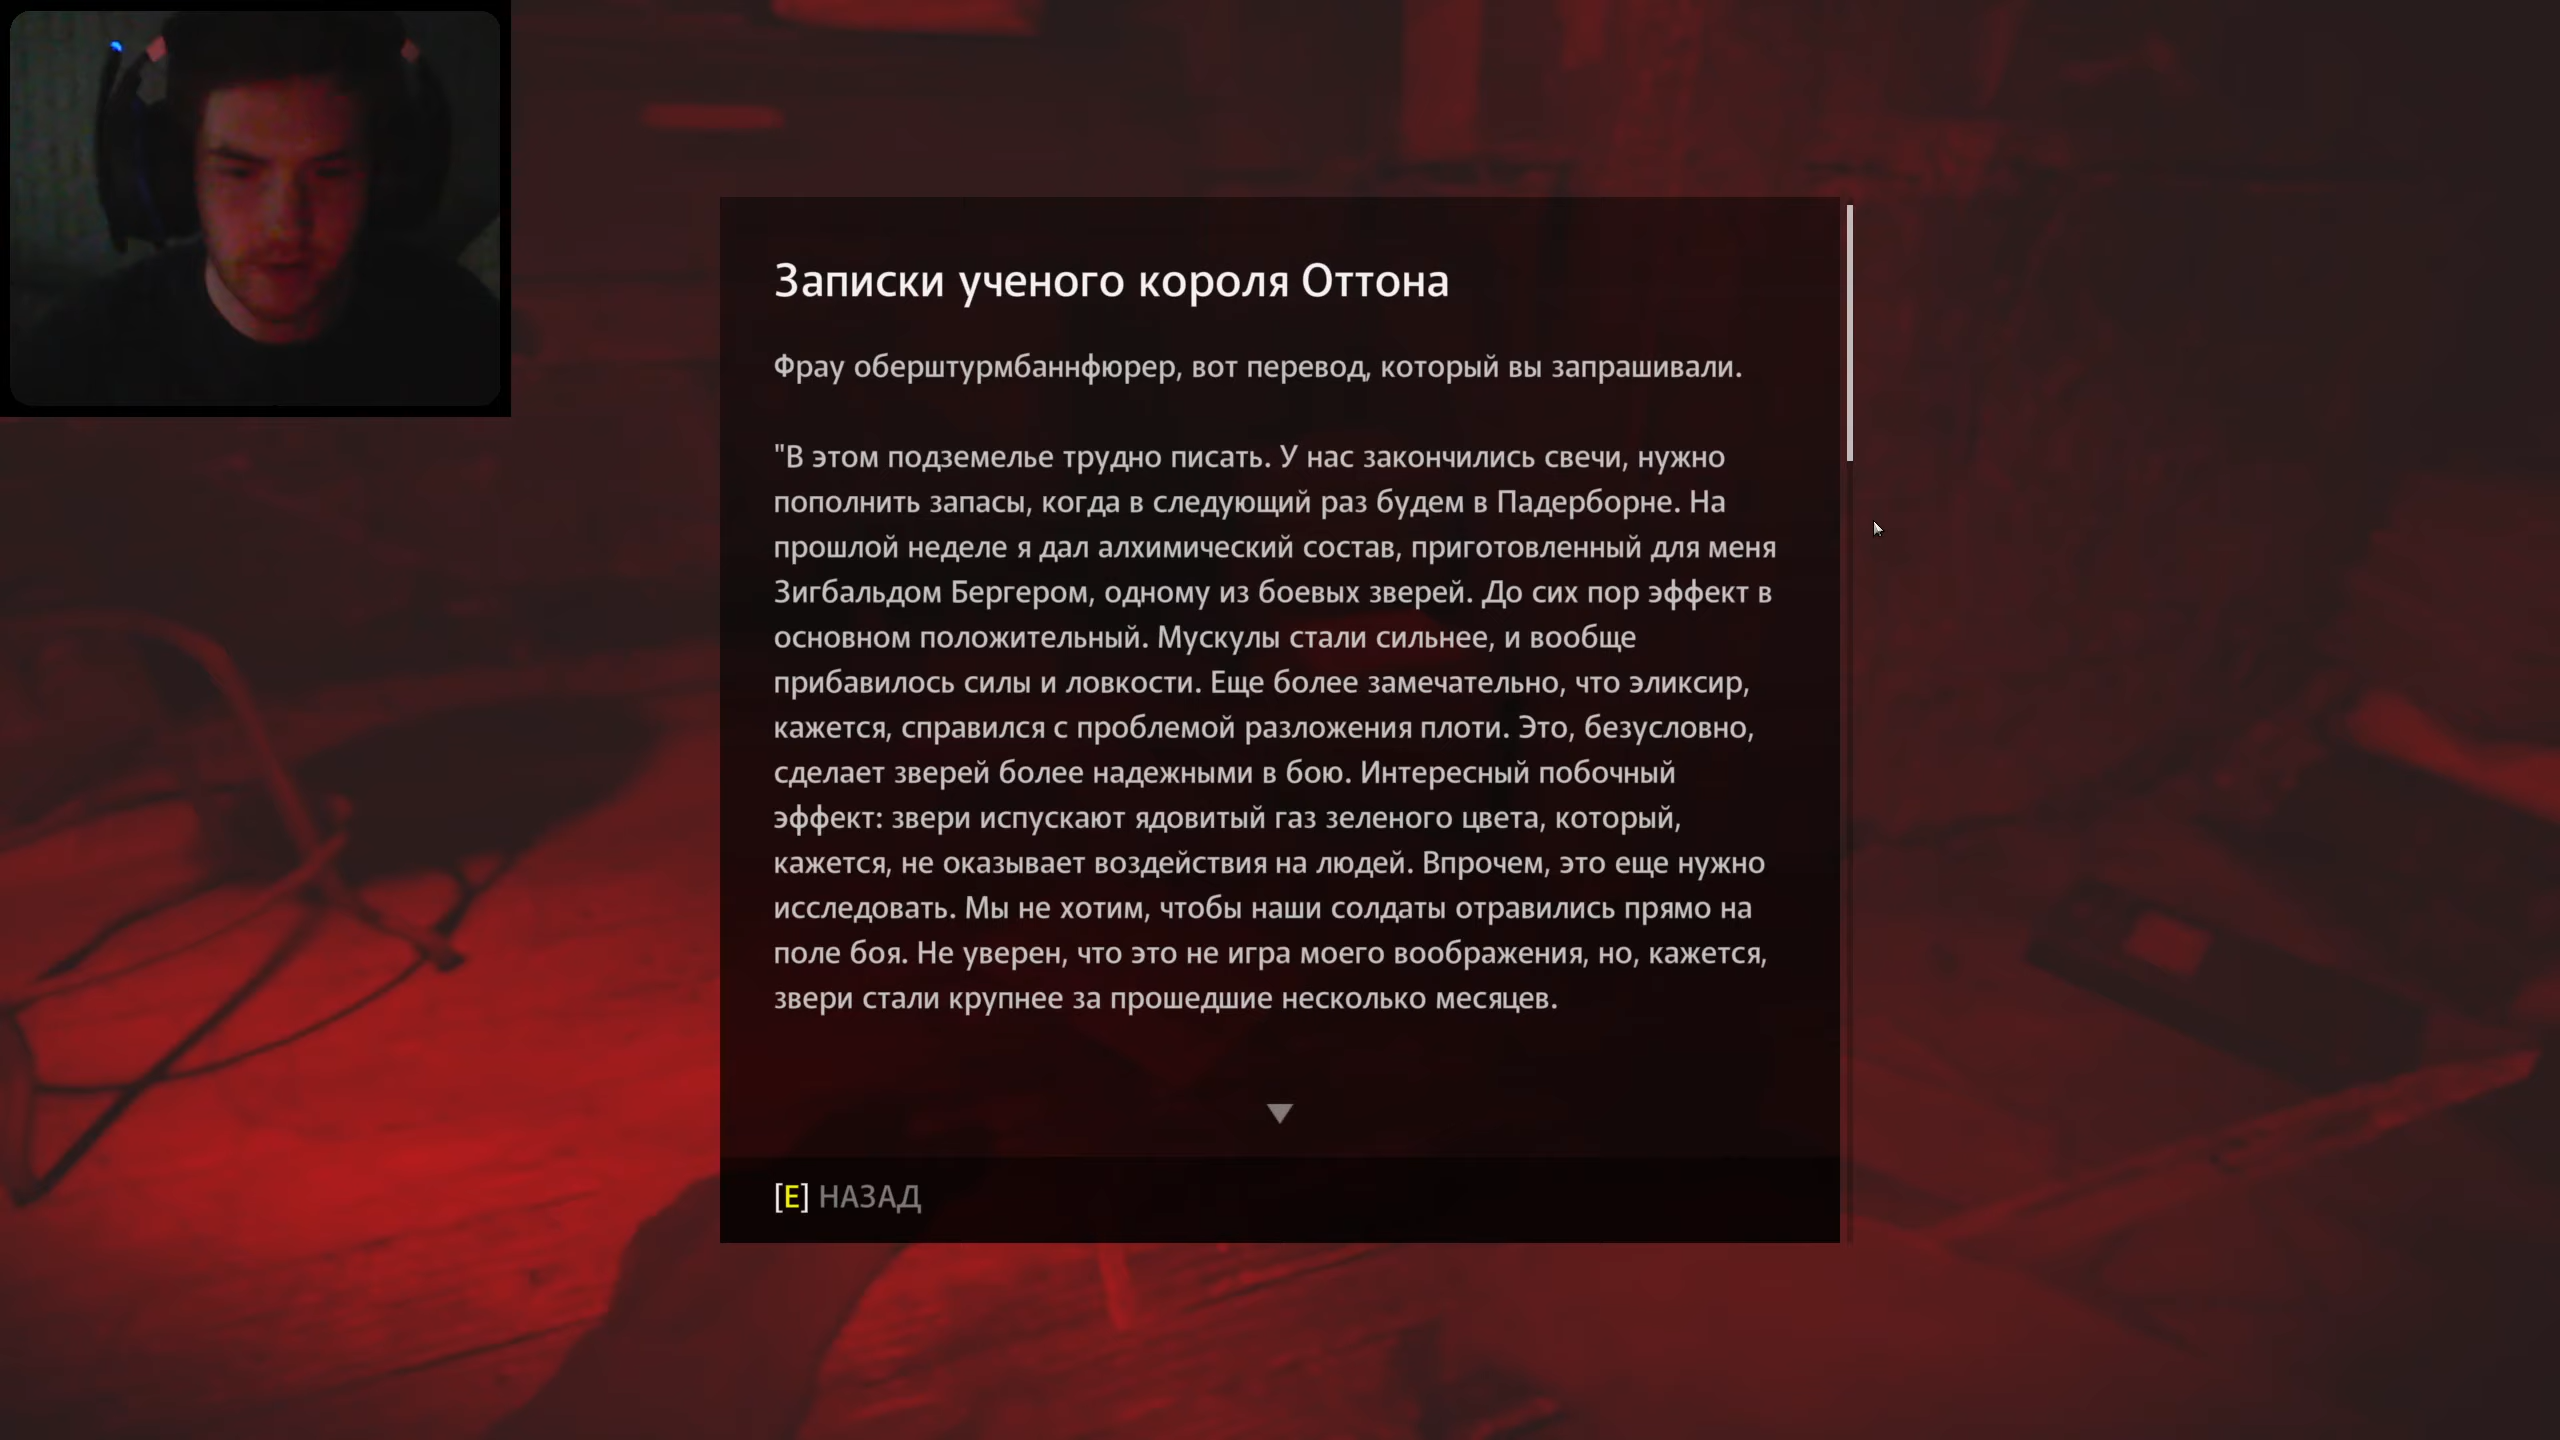 Записки ученого короля Оттона
Фрау оберштурмбаннфюрер, вот перевод, который вы запрашивали.
"В этом подземелье трудно писать. У нас закончились свечи, нужно
пополнить запасы, когда в следующий раз будем в Падерборне. На
прошлой неделе я дал алхимический состав, приготовленный для меня
Зигбальдом Бергером, одному из боевых зверей. До сих пор эффект в
основном положительный. Мускулы стали сильнее, и вообще
прибавилось силы и ловкости. Еще более замечательно, что эликсир,
кажется, справился с проблемой разложения плоти. Это, безусловно,
сделает зверей более надежными в бою. Интересный побочный
эффект: звери испускают ядовитый газ зеленого цвета, который,
кажется, не оказывает воздействия на людей. Впрочем, это еще нужно
исследовать. Мы не хотим, чтобы наши солдаты отравились прямо на
поле боя. Не уверен, что это не игра моего воображения, но, кажется,
звери стали крупнее за прошедшие несколько месяцев.
[E] НАЗАД